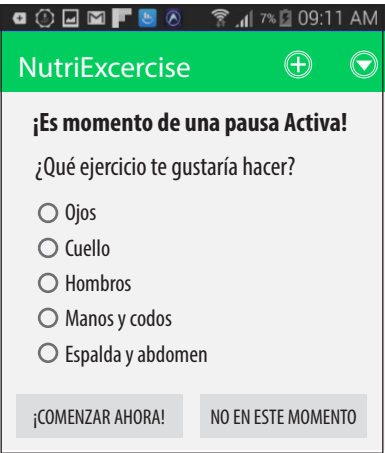 7% 09:11 AM
NutriExcercise
¡Es momento de una pausa Activa!
¿Qué ejercicio te gustaría hacer?
Ojos
Cuello
Hombros
Manos y codos
Espalda y abdomen
¡COMENZAR AHORA! NO EN ESTE MOMENTO